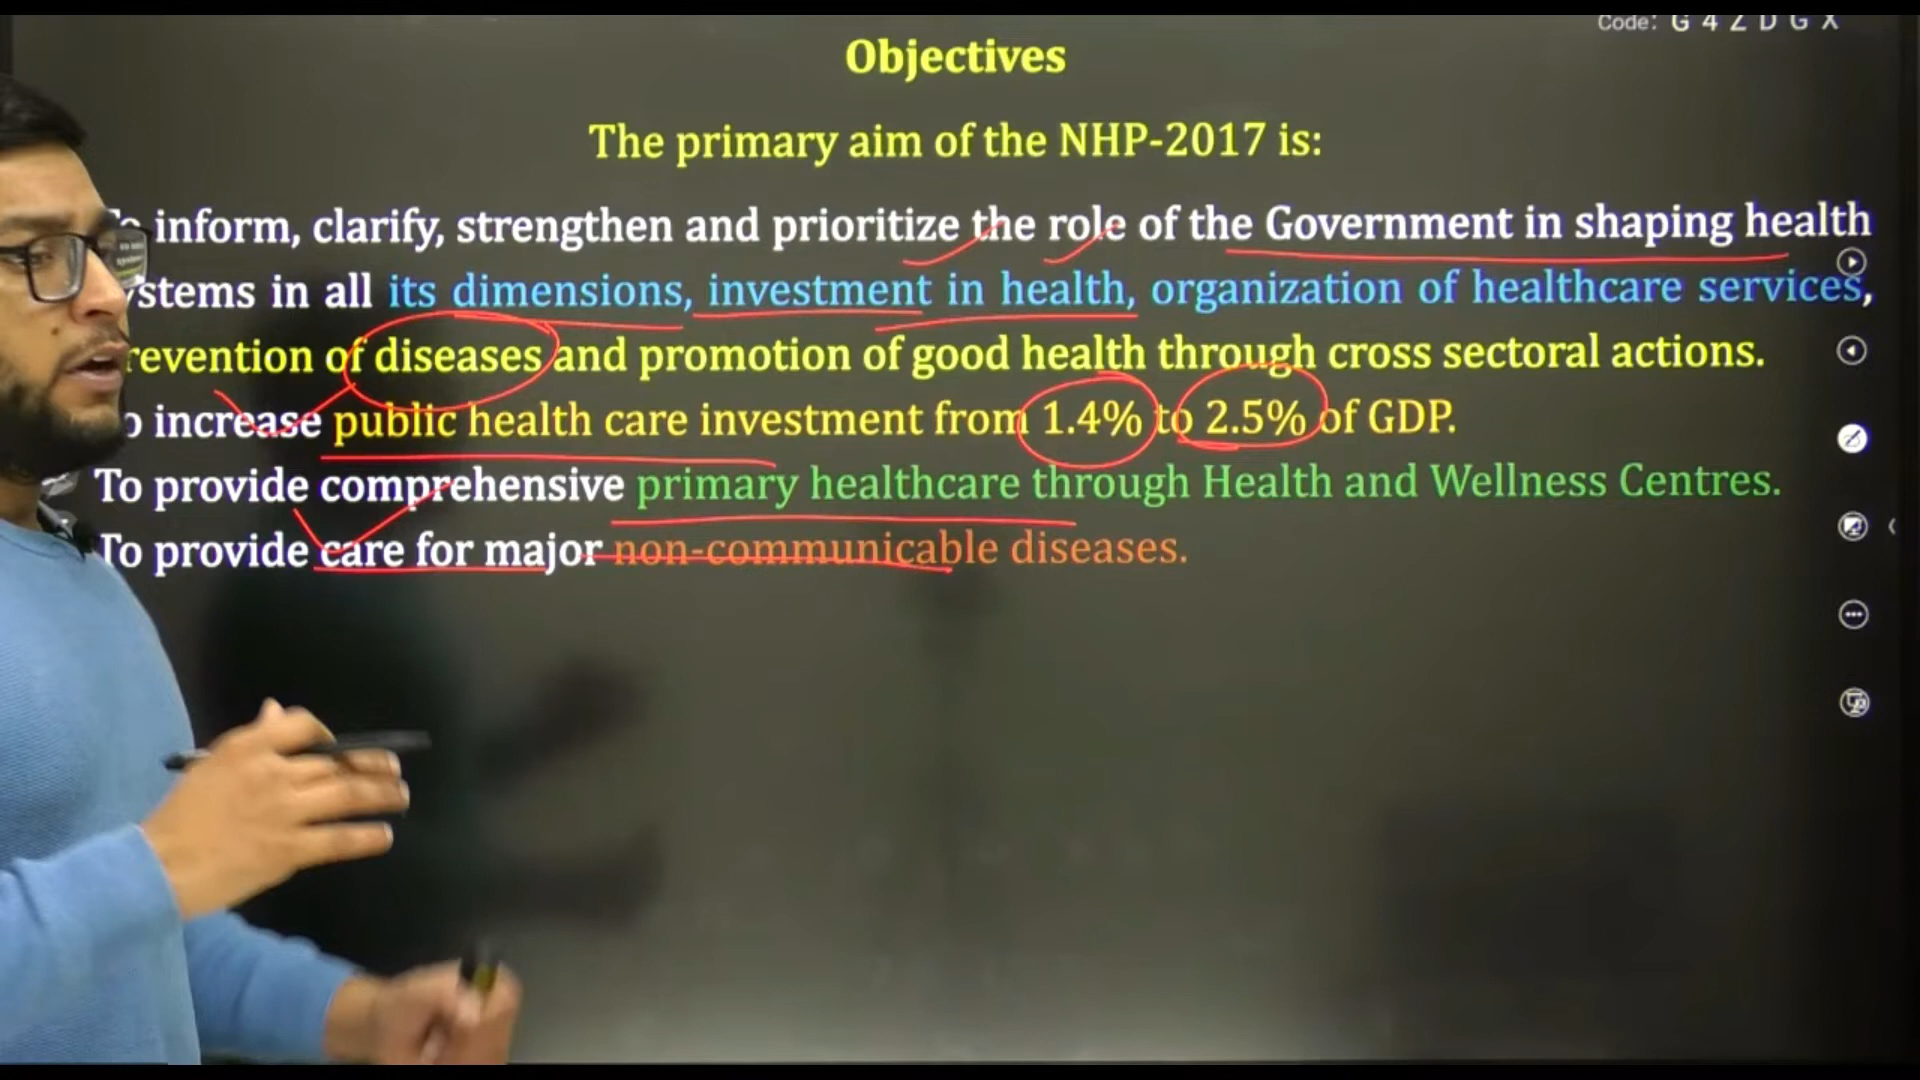 Code: G 4 Z D G X
Objectives
The primary aim of the NHP-2017 is:
To inform, clarify, strengthen and prioritize the role of the Government in shaping health
systems in all its dimensions, investment in health, organization of healthcare services,
prevention of diseases and promotion of good health through cross sectoral actions.
To increase public health care investment from 1.4% to 2.5% of GDP.
To provide comprehensive primary healthcare through Health and Wellness Centres.
To provide care for major non-communicable diseases.